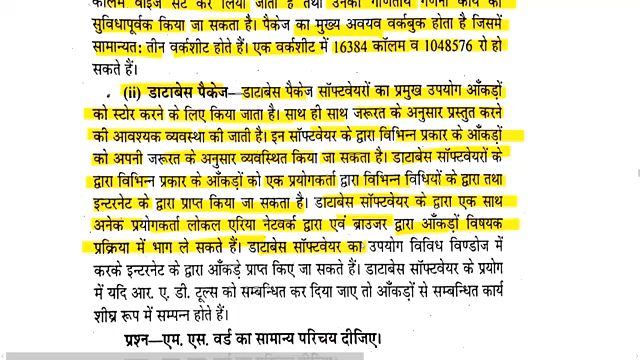 कॉलम वाइज सेट कर लिया जाता है तथा उनका गाणितीय गणना कार्य का
सुविधापूर्वक किया जा सकता है। पैकेज का मुख्य अवयव वर्कबुक होता है जिसमें
सामान्यत: तीन वर्कशीट होते हैं। एक वर्कशीट में 16384 कॉलम व 1048576 रो हो
सकते हैं।
(ii) डाटाबेस पैकेज– डाटाबेस पैकेज सॉफ्टवेयरों का प्रमुख उपयोग आँकड़ों
को स्टोर करने के लिए किया जाता है। साथ ही साथ जरूरत के अनुसार प्रस्तुत करने
की आवश्यक व्यवस्था की जाती है। इन सॉफ्टवेयर के द्वारा विभिन्न प्रकार के आँकड़ों
को अपनी जरूरत के अनुसार व्यवस्थित किया जा सकता है। डाटाबेस सॉफ्टवेयरों के
द्वारा विभिन्न प्रकार के आँकड़ों को एक प्रयोगकर्ता द्वारा विभिन्न विधियों के द्वारा तथा
इन्टरनेट के द्वारा प्राप्त किया जा सकता है। डाटाबेस सॉफ्टवेयर के द्वारा एक साथ
अनेक प्रयोगकर्ता लोकल एरिया नेटवर्क द्वारा एवं ब्राउजर द्वारा आँकड़ों विषयक
प्रक्रिया में भाग ले सकते हैं। डाटाबेस सॉफ्टवेयर का उपयोग विविध विण्डोज में
करके इन्टरनेट के द्वारा आँकड़े प्राप्त किए जा सकते हैं। डाटाबेस सॉफ्टवेयर के प्रयोग
में यदि आर. ए. डी. टूल्स को सम्बन्धित कर दिया जाए तो आँकड़ों से सम्बन्धित कार्य
शीघ्र रूप में सम्पन्न होते हैं।
प्रश्न–एम. एस. वर्ड का सामान्य परिचय दीजिए।